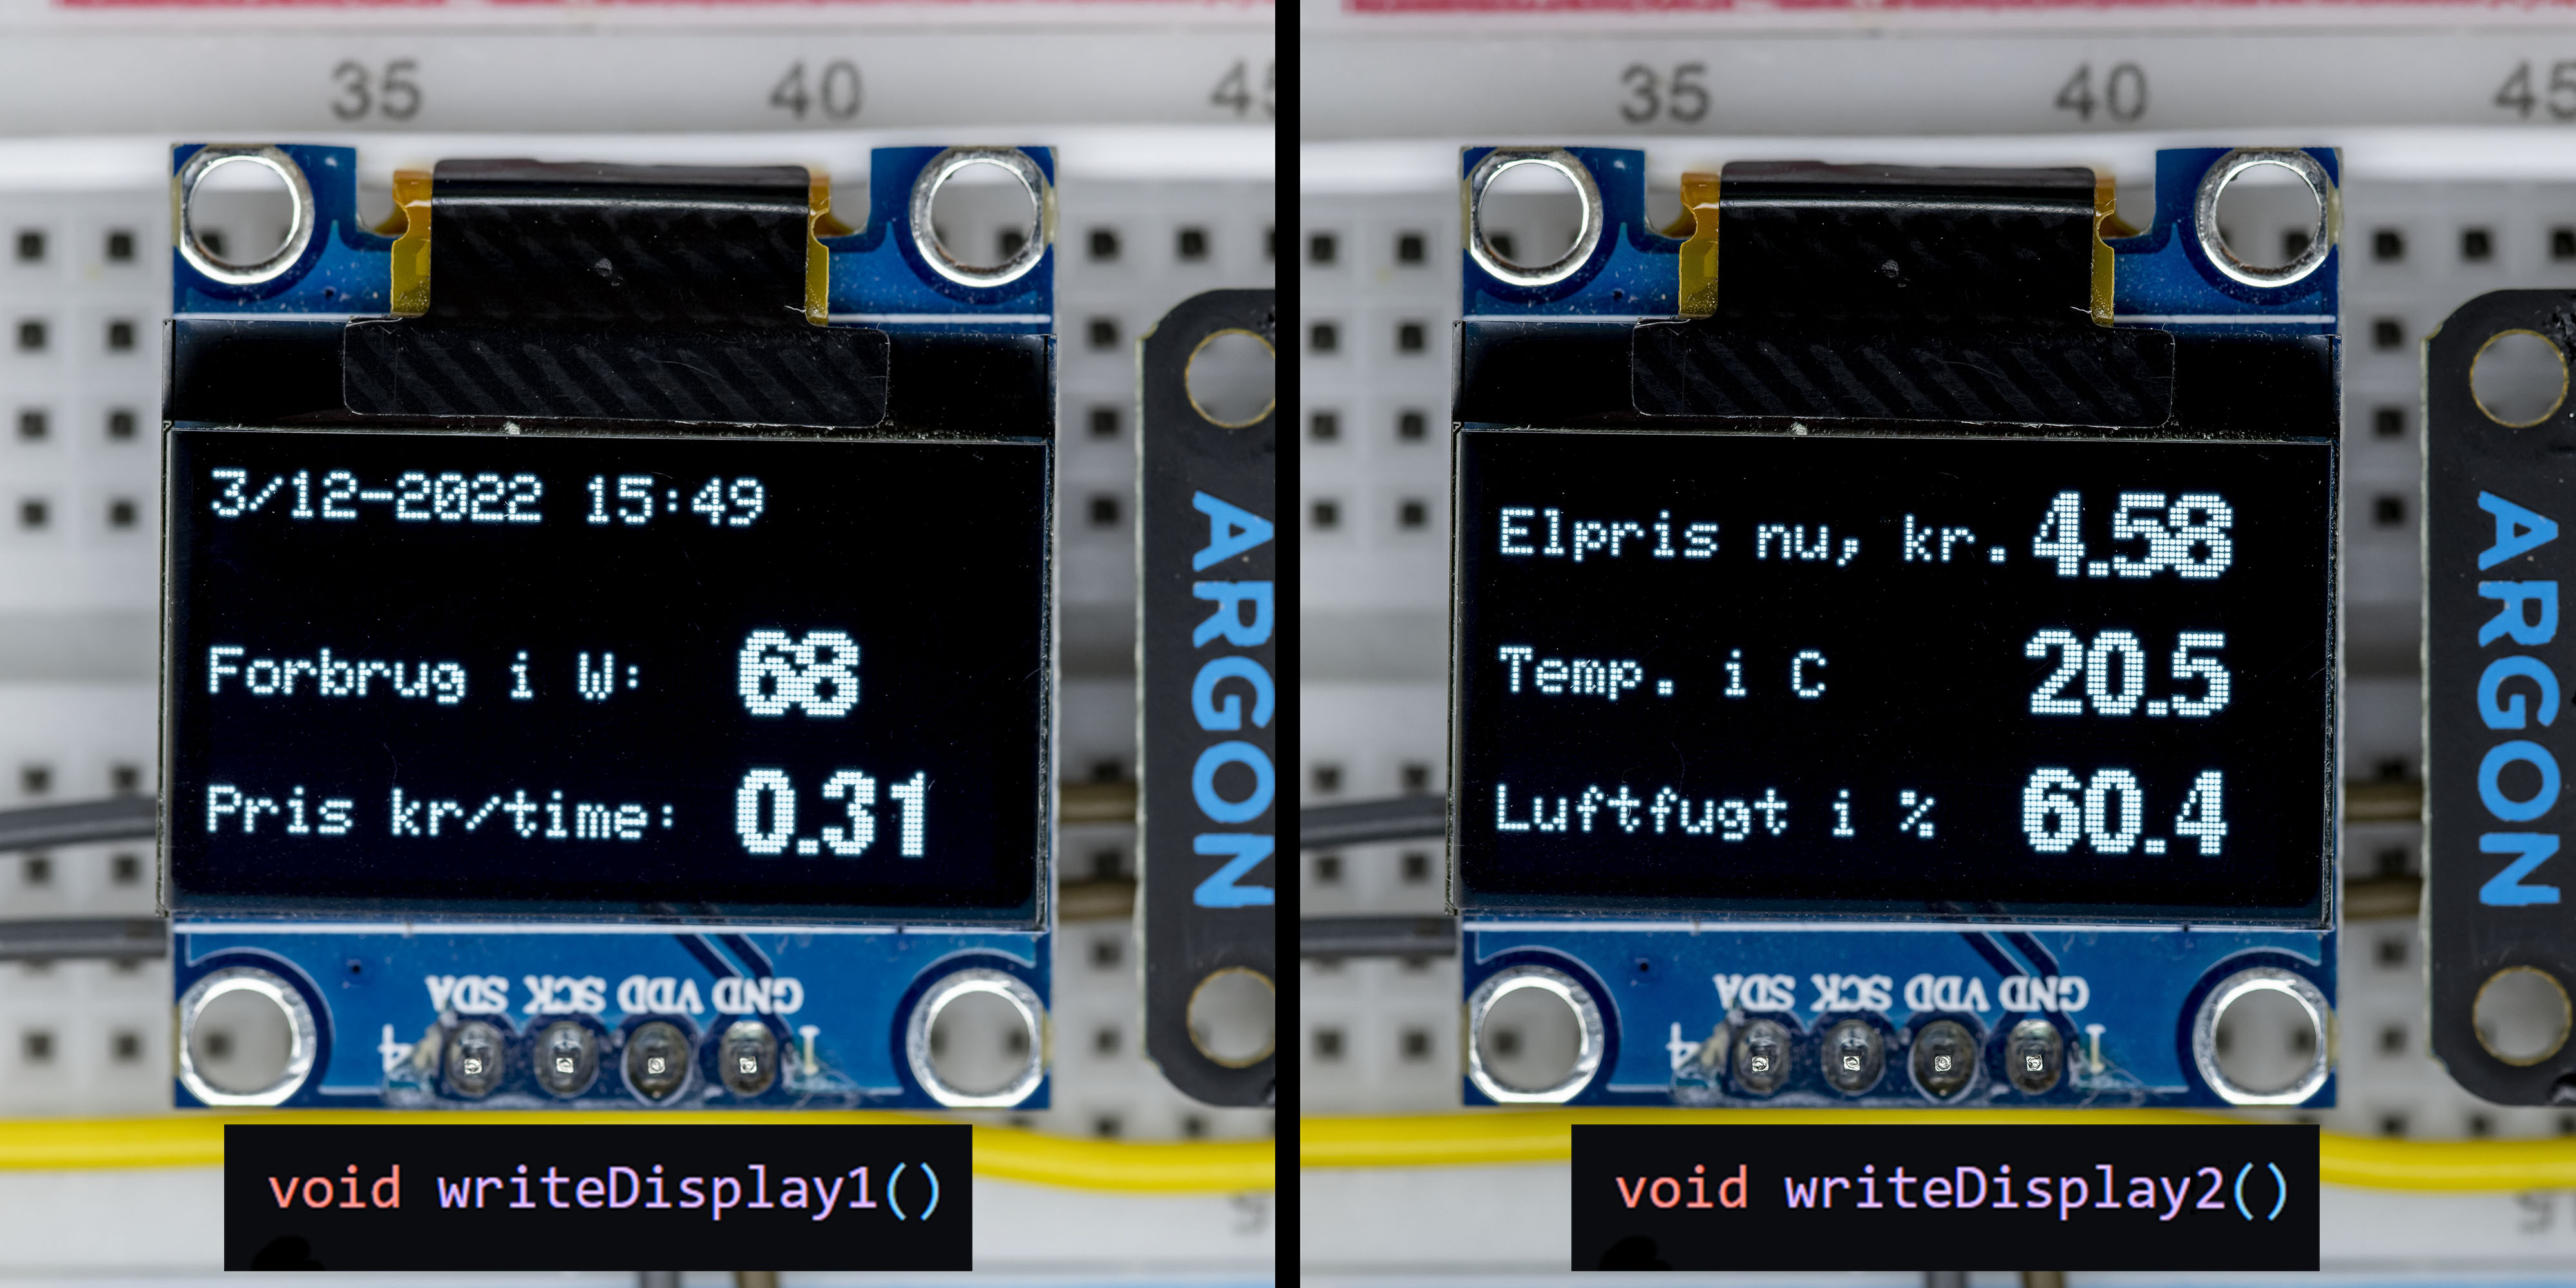 35 40 45
3/12-2022 15:49
Forbrug i W: 68
Pris kr/time: 0.31
GND VDD SCK SDA
1 4
ARGON
void writeDisplay1()
35 40 45
Elpris nu, kr. 4.58
Temp. i C 20.5
Luftfugt i % 60.4
GND VDD SCK SDA
1 4
ARGON
void writeDisplay2()